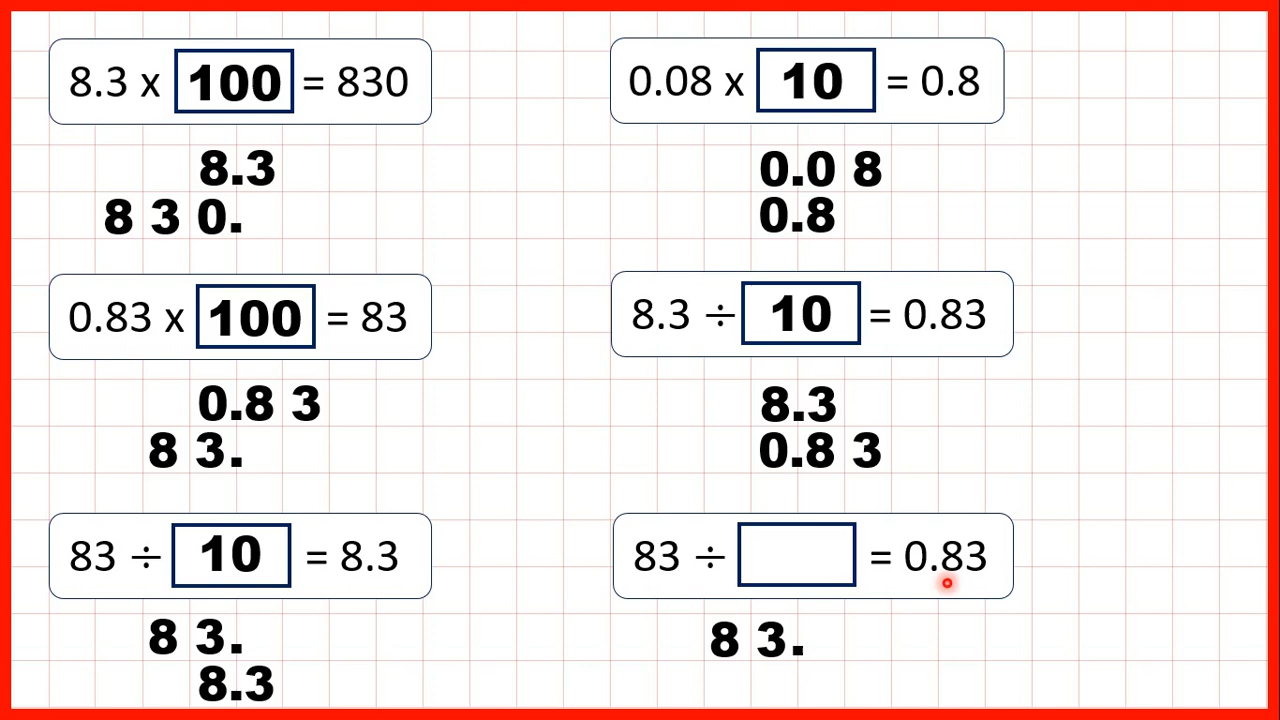 8.3 x 100 = 830
8.3
8 3 0.
0.83 x 100 = 83
0.8 3
8 3.
83 ÷ 10 = 8.3
8 3.
8.3
0.08 x 10 = 0.8
0.0 8
0.8
8.3 ÷ 10 = 0.83
8.3
0.8 3
83 ÷ = 0.83
8 3.